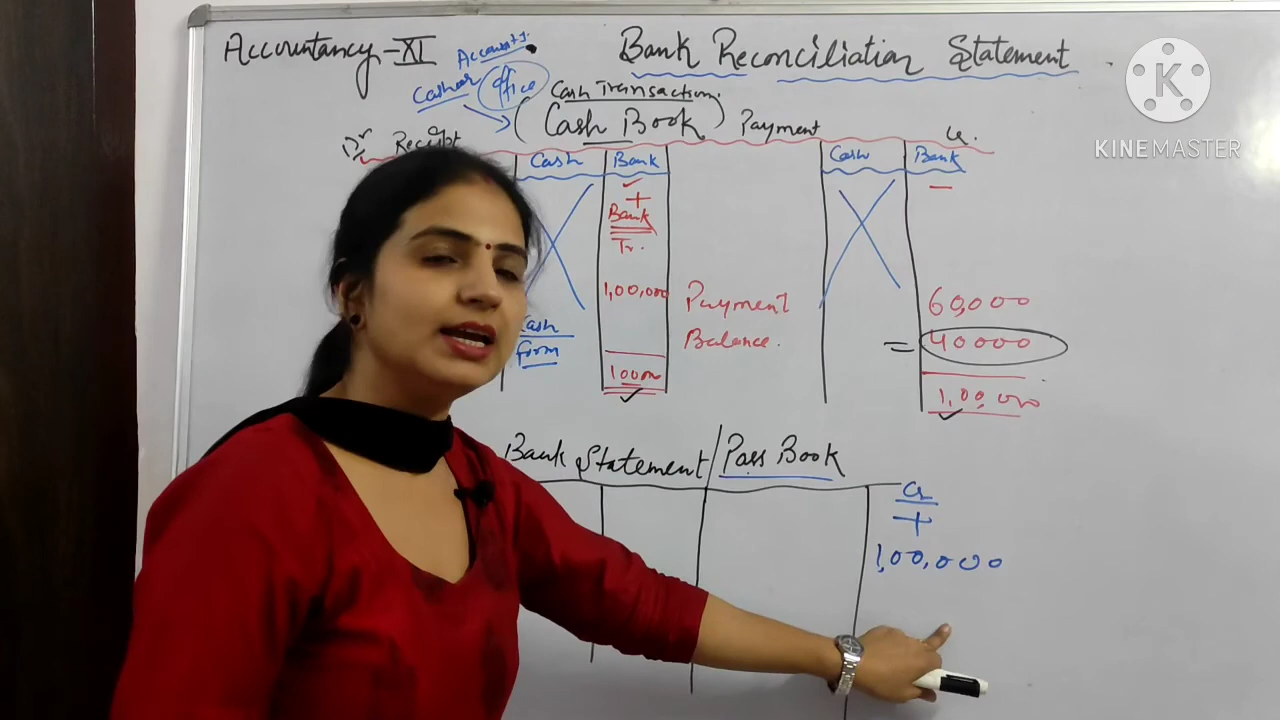 Accountancy-XI
Bank Reconciliation Statement
Accounts.
Cashier office
Cash Transaction.
(Cash Book)
Dr Receipt
Payment
Cr.
Cash Bank
Cash Bank
✓
+
Bank
Tr.
—
1,00,000
Payment
60,000
Cash
firm
Balance.
= 40000
1,00,000
✓
✓
Bank Statement/Pass Book
Cr
+
1,00,000
K
KINEMASTER